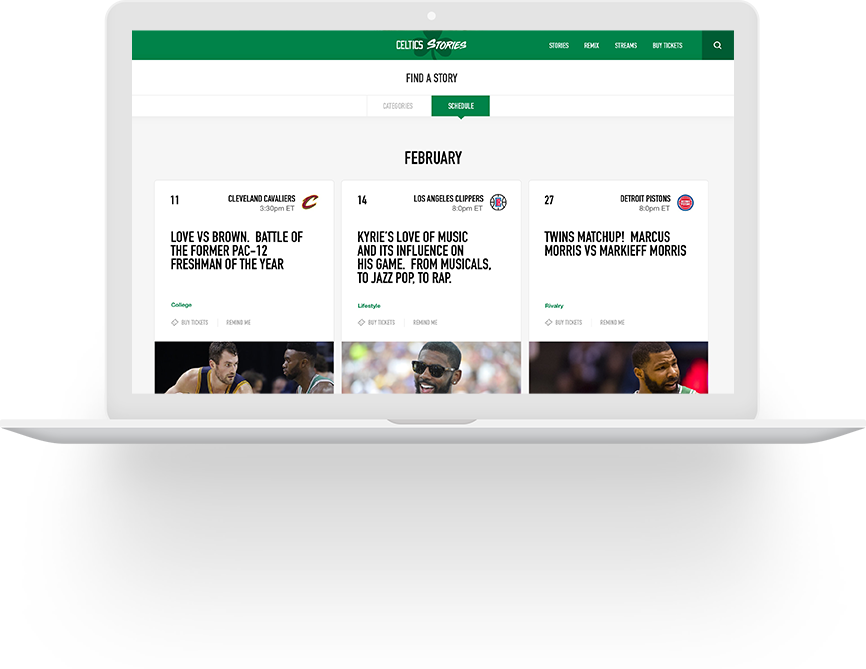 CELTICS STORIES
STORIES REMIX STREAMS BUY TICKETS
FIND A STORY
CATEGORIES SCHEDULE
FEBRUARY
11 CLEVELAND CAVALIERS
3:30pm ET
LOVE VS BROWN. BATTLE OF
THE FORMER PAC-12
FRESHMAN OF THE YEAR
College
BUY TICKETS REMIND ME
14 LOS ANGELES CLIPPERS
8:0pm ET
KYRIE'S LOVE OF MUSIC
AND ITS INFLUENCE ON
HIS GAME. FROM MUSICALS,
TO JAZZ POP, TO RAP.
Lifestyle
BUY TICKETS REMIND ME
27 DETROIT PISTONS
8:0pm ET
TWINS MATCHUP! MARCUS
MORRIS VS MARKIEFF MORRIS
Rivalry
BUY TICKETS REMIND ME